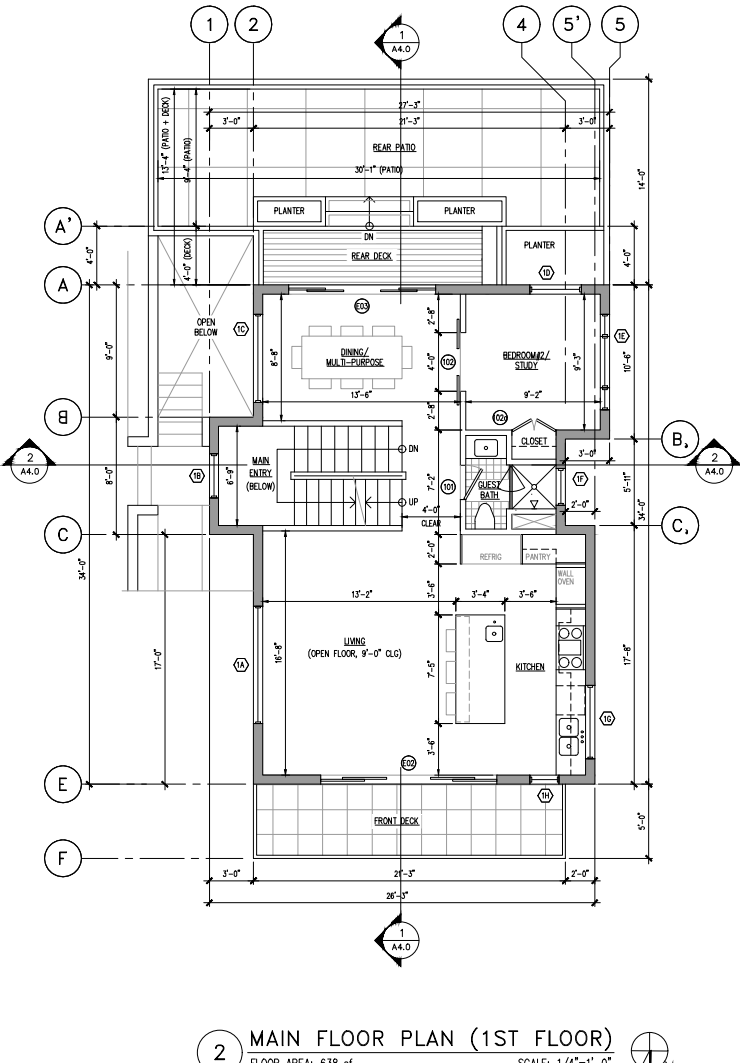 1
2
4
5'
5
1
A4.0
27'-3"
3'-0"
21'-3"
3'-0"
13'-4" (PATIO + DECK)
9'-4" (PATIO)
REAR PATIO
30'-1" (PATIO)
14'-0"
PLANTER
PLANTER
A'
DN
4'-0"
4'-0" (DECK)
REAR DECK
PLANTER
4'-0"
A
1D
E03
OPEN
BELOW
1C
8'-8"
DINING/
MULTI-PURPOSE
2'-8"
4'-0"
102
BEDROOM#2/
STUDY
9'-3"
1E
10'-6"
9'-0"
13'-6"
9'-2"
2'-8"
B
102a
CLOSET
B.
DN
2
A4.0
1B
6'-9"
MAIN
ENTRY
(BELOW)
3'-0"
2
A4.0
8'-0"
7'-2"
101
GUEST
BATH
1F
5'-11"
UP
4'-0"
CLEAR
2'-0"
34'-0"
C
C.
2'-0"
REFRIG
PANTRY
34'-0"
WALL
OVEN
13'-2"
3'-6"
3'-4"
3'-6"
17'-0"
16'-8"
LIVING
(OPEN FLOOR, 9'-0" CLG)
1A
7'-5"
KITCHEN
17'-8"
1G
3'-6"
E02
E
1H
FRONT DECK
5'-0"
F
3'-0"
21'-3"
2'-0"
26'-3"
1
A4.0
2
MAIN FLOOR PLAN (1ST FLOOR)
FLOOR AREA: 638 sf
SCALE: 1/4"=1'-0"